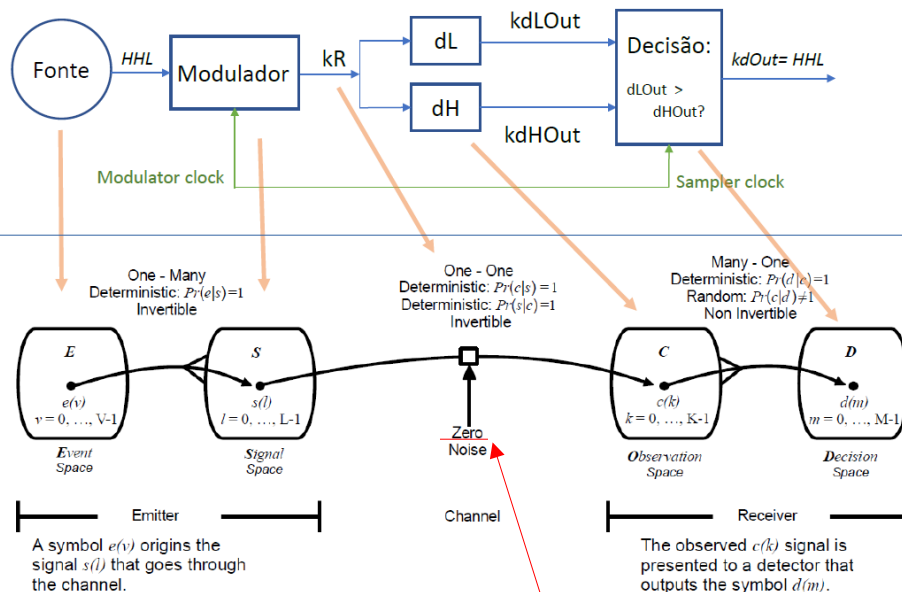 Fonte
HHL
Modulador
kR
dL
dH
kdLOut
kdHOut
Decisão:
dLOut >
dHOut?
kdOut= HHL
Modulator clock
Sampler clock
One - Many
Deterministic: Pr(e|s)=1
Invertible
One - One
Deterministic: Pr(c|s)=1
Deterministic: Pr(s|c)=1
Invertible
Many - One
Deterministic: Pr(d|c)=1
Random: Pr(c|d)≠1
Non Invertible
E
e(v)
v = 0, …, V-1
Event
Space
S
s(l)
l = 0, …, L-1
Signal
Space
Zero
Noise
C
c(k)
k = 0, …, K-1
Observation
Space
D
d(m)
m = 0, …, M-1
Decision
Space
Emitter
Channel
Receiver
A symbol e(v) origins the
signal s(l) that goes through
the channel.
The observed c(k) signal is
presented to a detector that
outputs the symbol d(m).